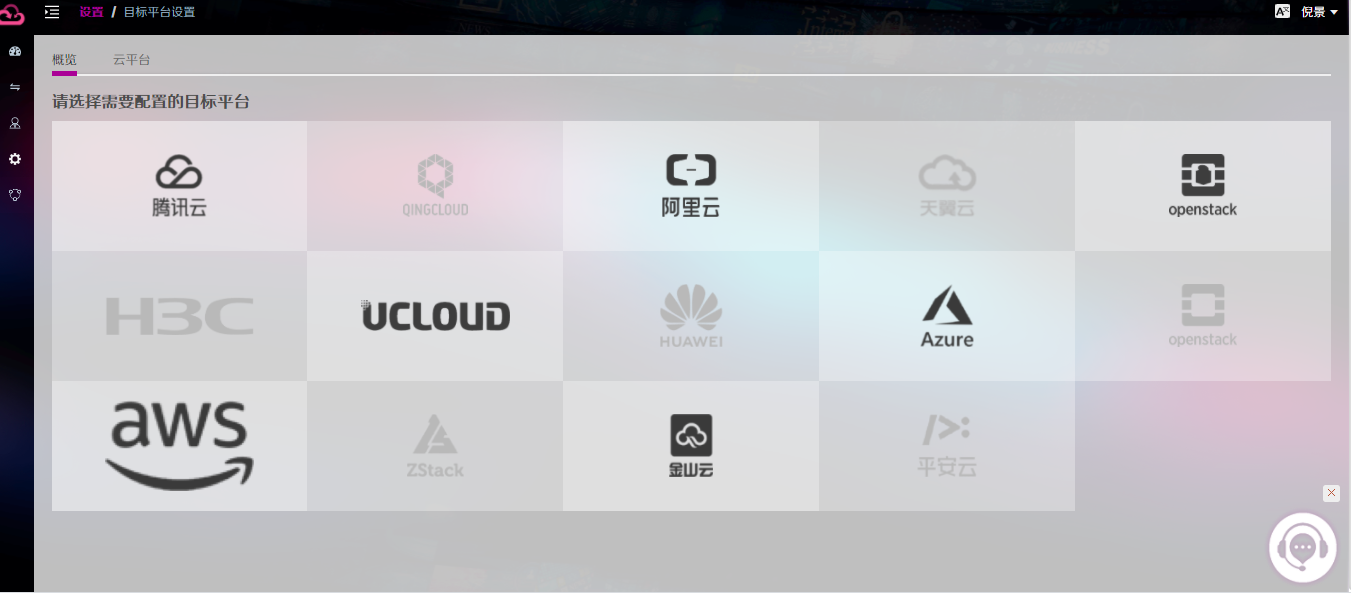 设置 / 目标平台设置
倪景
概览 云平台
请选择需要配置的目标平台
腾讯云
QINGCLOUD
阿里云
天翼云
openstack
H3C
UCLOUD
HUAWEI
Azure
openstack
aws
ZStack
金山云
平安云